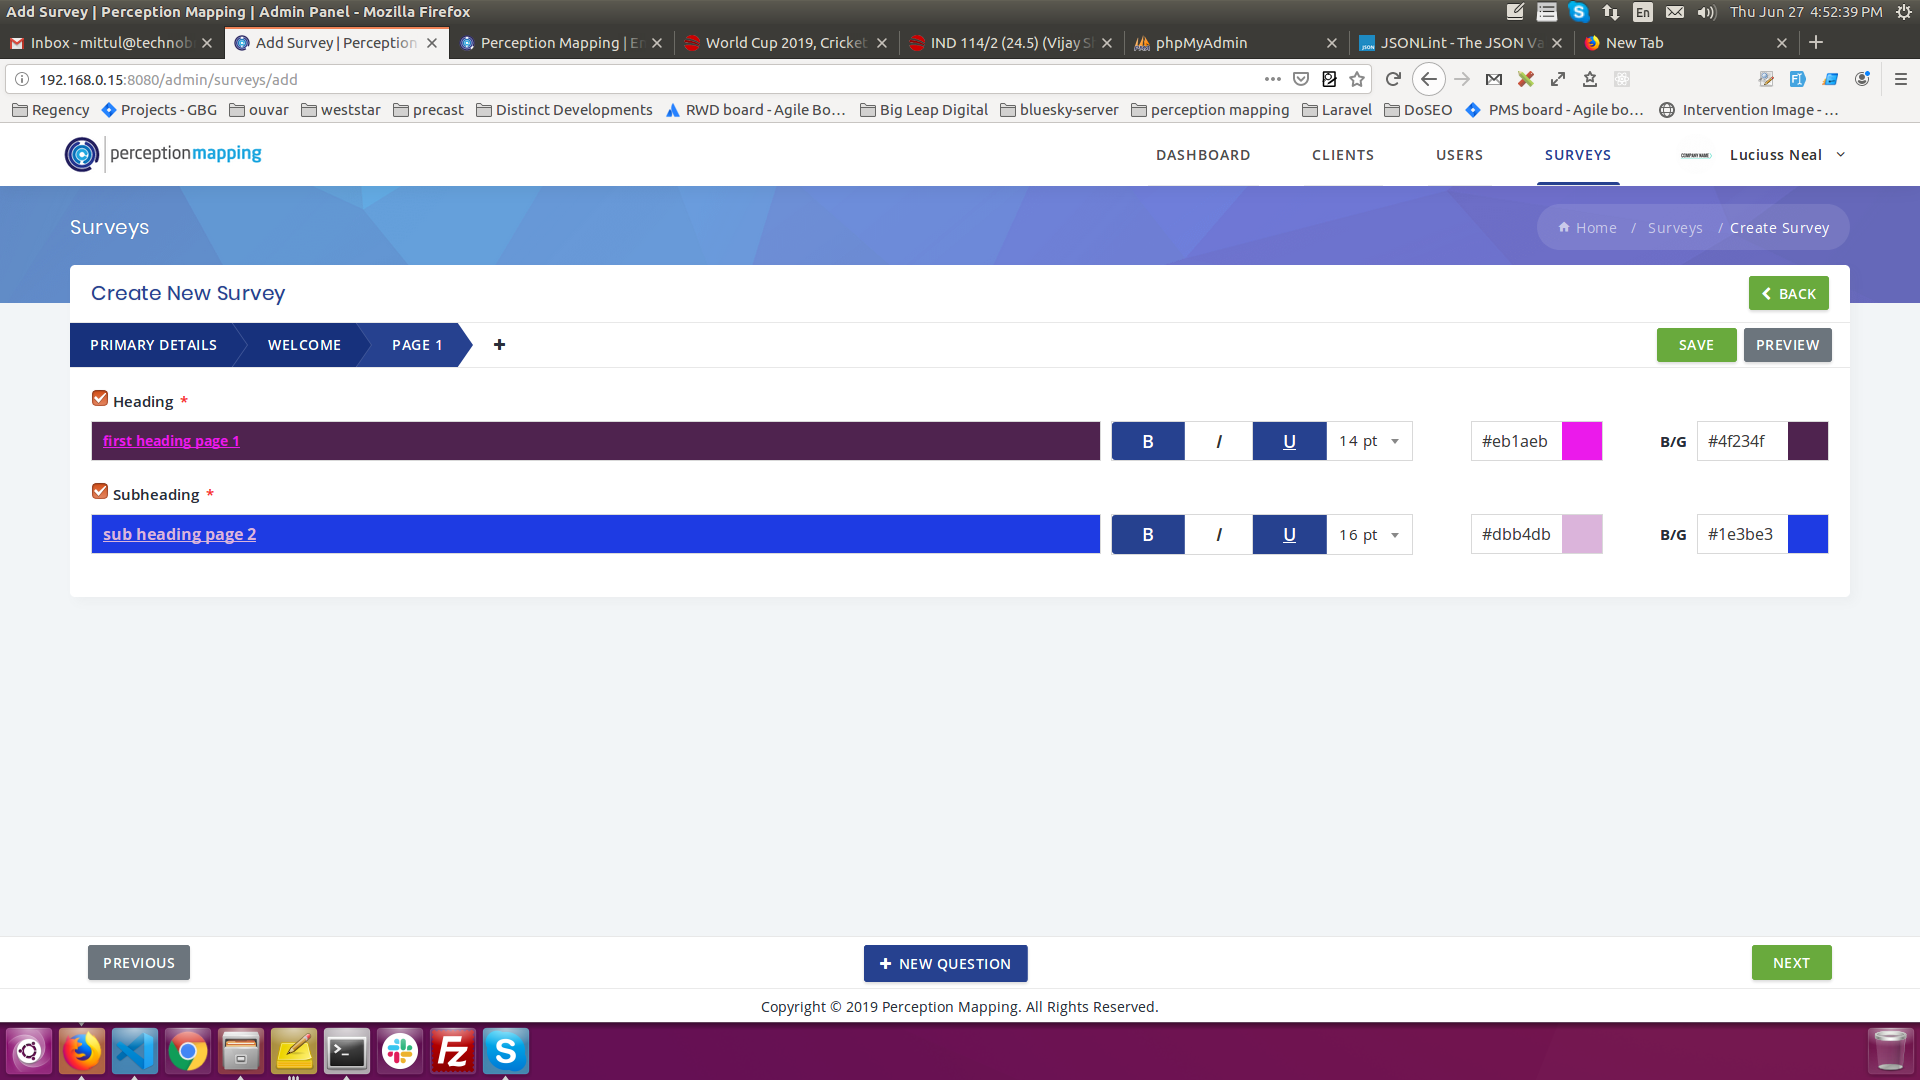 Add Survey | Perception Mapping | Admin Panel - Mozilla Firefox
En
Thu Jun 27 4:52:39 PM
Inbox - mittul@technob
Add Survey | Perception
Perception Mapping | En
World Cup 2019, Cricket
IND 114/2 (24.5) (Vijay Sh
phpMyAdmin
JSONLint - The JSON Va
New Tab
192.168.0.15:8080/admin/surveys/add
Regency
Projects - GBG
ouvar
weststar
precast
Distinct Developments
RWD board - Agile Bo...
Big Leap Digital
bluesky-server
perception mapping
Laravel
DoSEO
PMS board - Agile bo...
Intervention Image - ...
perceptionmapping
DASHBOARD
CLIENTS
USERS
SURVEYS
COMPANY NAME
Luciuss Neal
Surveys
Home / Surveys / Create Survey
Create New Survey
BACK
PRIMARY DETAILS
WELCOME
PAGE 1
+
SAVE
PREVIEW
Heading *
first heading page 1
B
I
U
14 pt
#eb1aeb
B/G
#4f234f
Subheading *
sub heading page 2
B
I
U
16 pt
#dbb4db
B/G
#1e3be3
PREVIOUS
+ NEW QUESTION
NEXT
Copyright © 2019 Perception Mapping. All Rights Reserved.